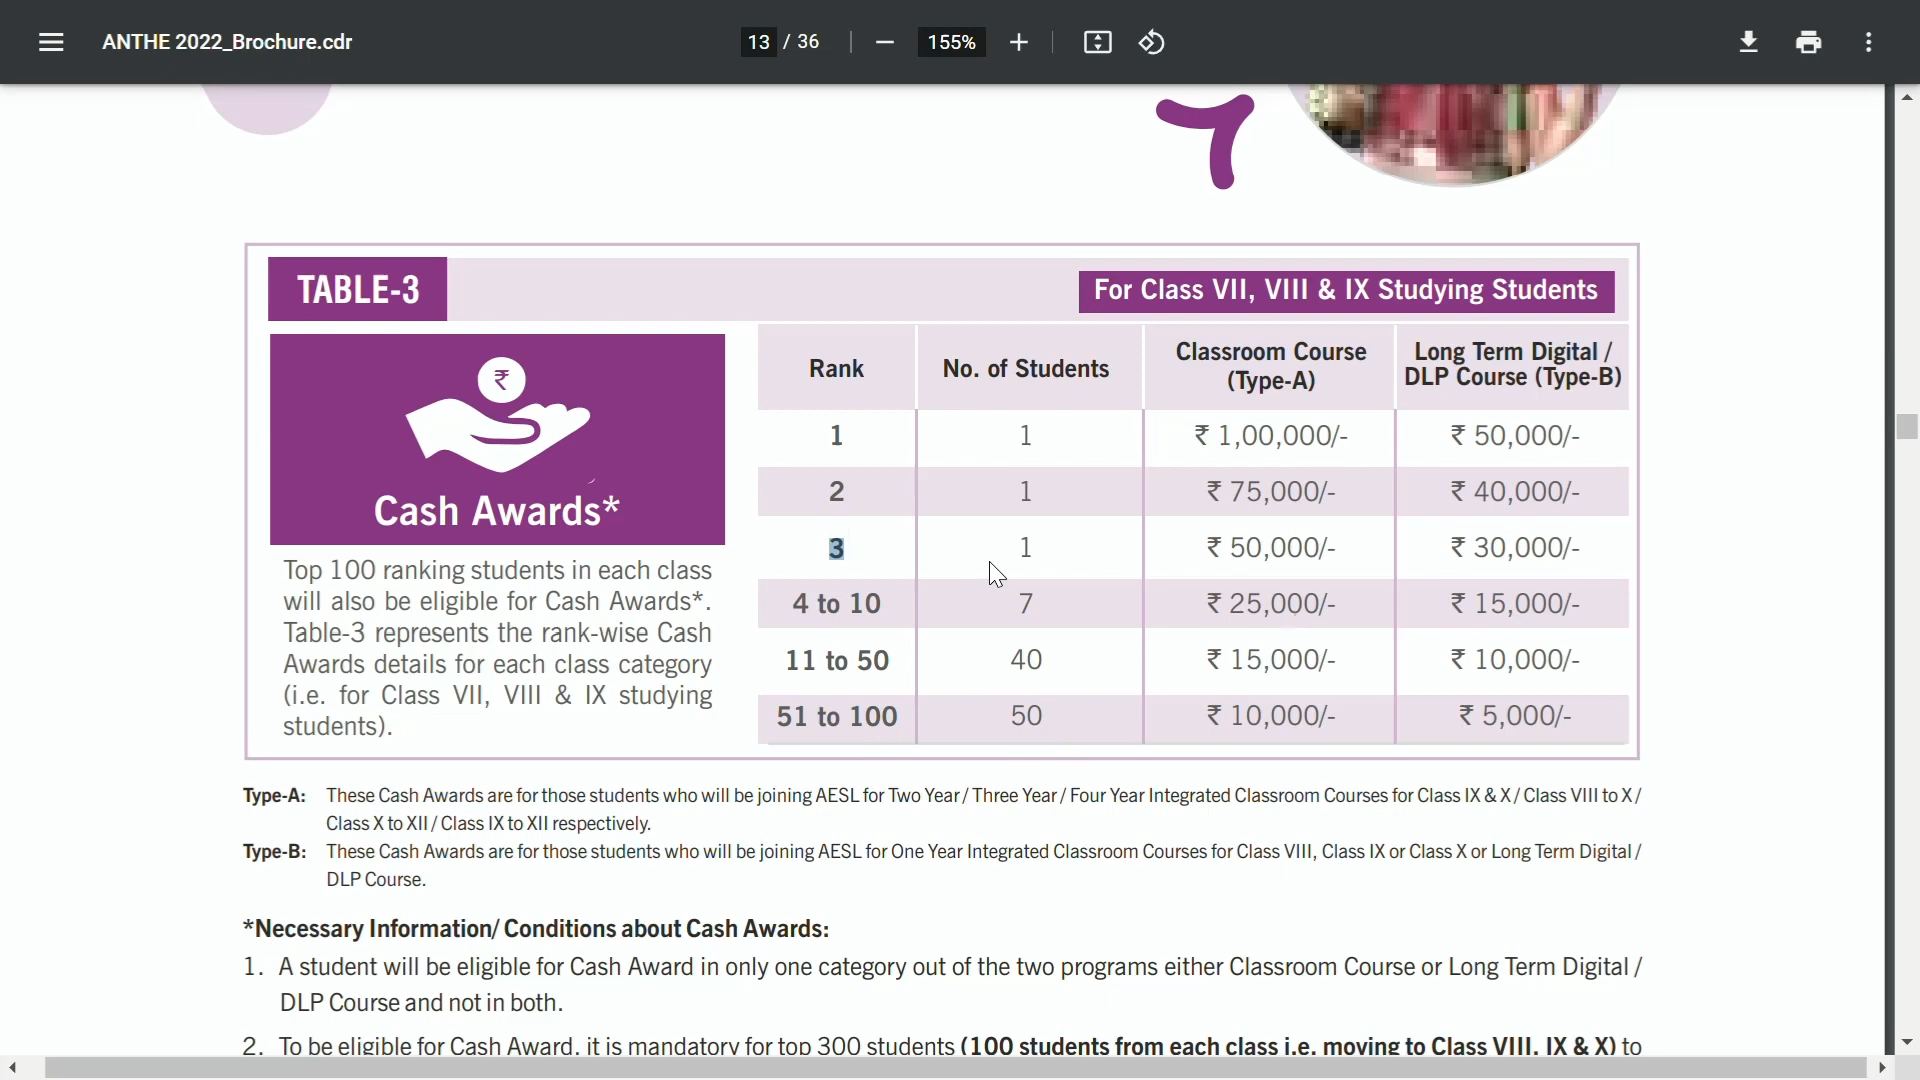 ANTHE 2022_Brochure.cdr
13 / 36
155%
TABLE-3
For Class VII, VIII & IX Studying Students
₹
Cash Awards*
Top 100 ranking students in each class
will also be eligible for Cash Awards*.
Table-3 represents the rank-wise Cash
Awards details for each class category
(i.e. for Class VII, VIII & IX studying
students).
Rank No. of Students Classroom Course (Type-A) Long Term Digital / DLP Course (Type-B)
1 1 ₹ 1,00,000/- ₹ 50,000/-
2 1 ₹ 75,000/- ₹ 40,000/-
3 1 ₹ 50,000/- ₹ 30,000/-
4 to 10 7 ₹ 25,000/- ₹ 15,000/-
11 to 50 40 ₹ 15,000/- ₹ 10,000/-
51 to 100 50 ₹ 10,000/- ₹ 5,000/-
Type-A: These Cash Awards are for those students who will be joining AESL for Two Year / Three Year / Four Year Integrated Classroom Courses for Class IX & X / Class VIII to X /
Class X to XII / Class IX to XII respectively.
Type-B: These Cash Awards are for those students who will be joining AESL for One Year Integrated Classroom Courses for Class VIII, Class IX or Class X or Long Term Digital /
DLP Course.
*Necessary Information/ Conditions about Cash Awards:
1. A student will be eligible for Cash Award in only one category out of the two programs either Classroom Course or Long Term Digital /
DLP Course and not in both.
2. To be eligible for Cash Award, it is mandatory for top 300 students (100 students from each class i.e. moving to Class VIII, IX & X) to